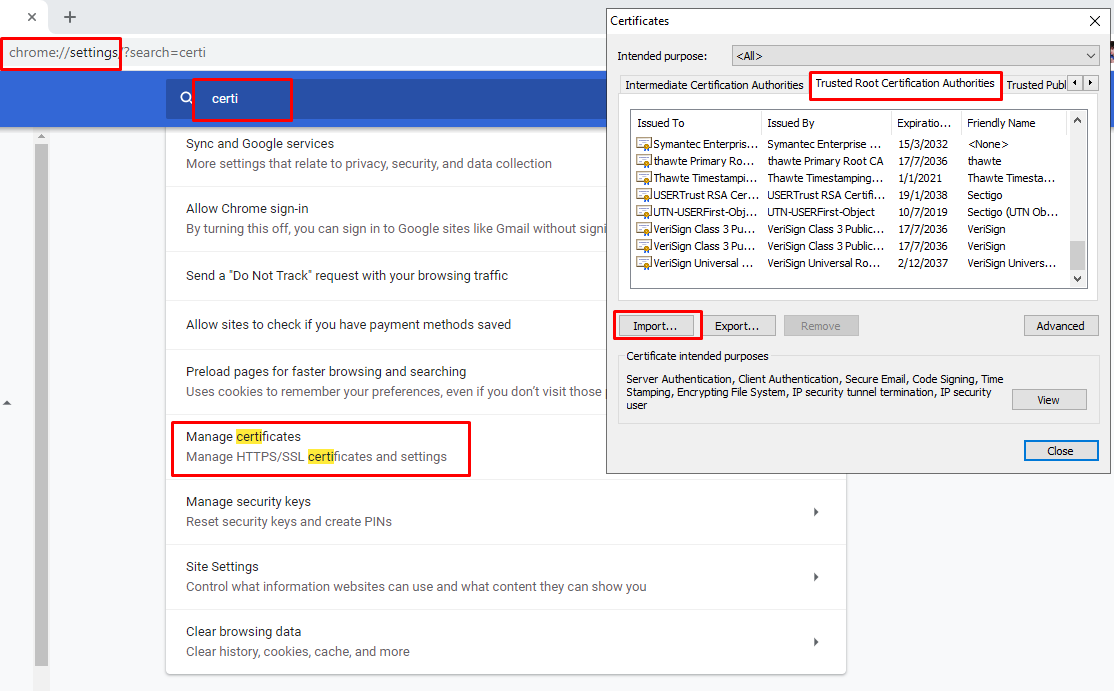 chrome://settings/?search=certi
certi
Sync and Google services
More settings that relate to privacy, security, and data collection
Allow Chrome sign-in
By turning this off, you can sign in to Google sites like Gmail without signi
Send a "Do Not Track" request with your browsing traffic
Allow sites to check if you have payment methods saved
Preload pages for faster browsing and searching
Uses cookies to remember your preferences, even if you don't visit those
Manage certificates
Manage HTTPS/SSL certificates and settings
Manage security keys
Reset security keys and create PINs
Site Settings
Control what information websites can use and what content they can show you
Clear browsing data
Clear history, cookies, cache, and more
Certificates
Intended purpose: <All>
Intermediate Certification Authorities Trusted Root Certification Authorities Trusted Publ
Issued To Issued By Expiratio... Friendly Name
Symantec Enterpris... Symantec Enterprise ... 15/3/2032 <None>
thawte Primary Ro... thawte Primary Root CA 17/7/2036 thawte
Thawte Timestampi... Thawte Timestamping... 1/1/2021 Thawte Timesta...
USERTrust RSA Cer... USERTrust RSA Certifi... 19/1/2038 Sectigo
UTN-USERFirst-Obj... UTN-USERFirst-Object 10/7/2019 Sectigo (UTN Ob...
VeriSign Class 3 Pu... VeriSign Class 3 Public... 17/7/2036 VeriSign
VeriSign Class 3 Pu... VeriSign Class 3 Public... 17/7/2036 VeriSign
VeriSign Universal ... VeriSign Universal Ro... 2/12/2037 VeriSign Univers...
Import... Export... Remove Advanced
Certificate intended purposes
Server Authentication, Client Authentication, Secure Email, Code Signing, Time
Stamping, Encrypting File System, IP security tunnel termination, IP security
user
View
Close